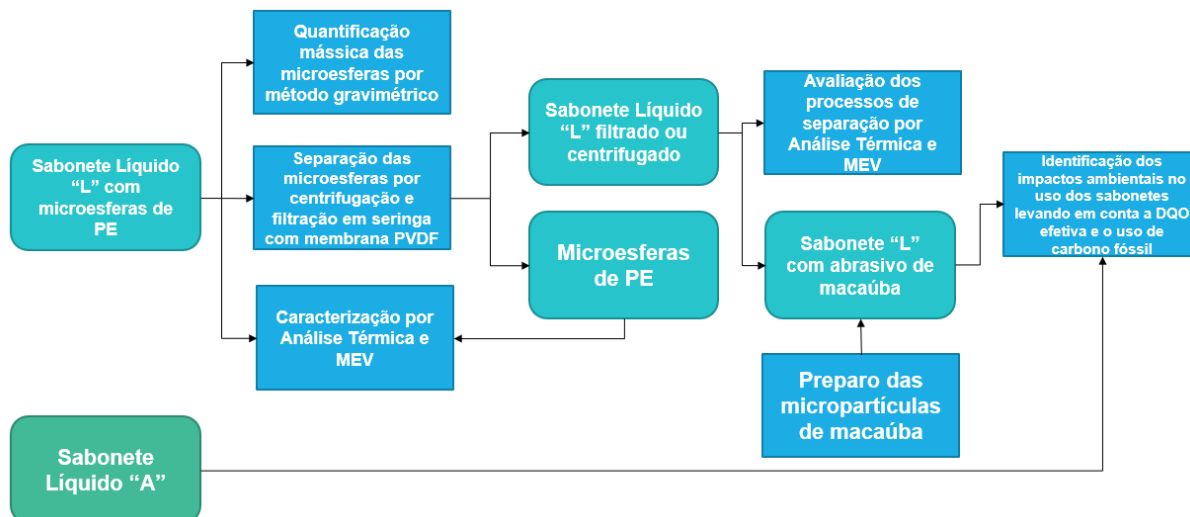 Quantificação
mássica das
microesferas por
método gravimétrico
Sabonete Líquido
“L” com
microesferas de
PE
Separação das
microesferas por
centrifugação e
filtração em seringa
com membrana PVDF
Caracterização por
Análise Térmica e
MEV
Sabonete Líquido
“L” filtrado ou
centrifugado
Microesferas
de PE
Avaliação dos
processos de
separação por
Análise Térmica e
MEV
Sabonete “L”
com abrasivo de
macaúba
Preparo das
micropartículas
de macaúba
Identificação dos
impactos ambientais no
uso dos sabonetes
levando em conta a DQO
efetiva e o uso de
carbono fóssil
Sabonete
Líquido “A”